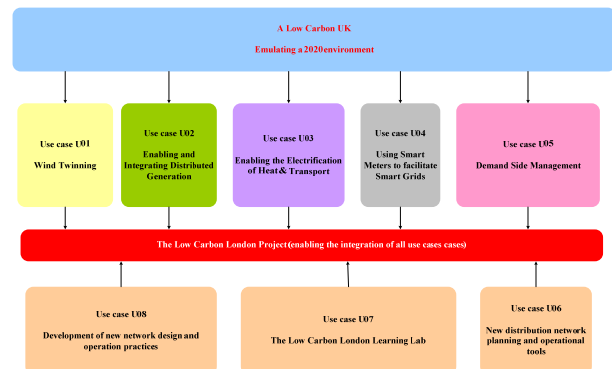 A Low Carbon UK
Emulating a 2020 environment
Use case U01
Wind Twinning
Use case U02
Enabling and
Integrating Distributed
Generation
Use case U03
Enabling the Electrification
of Heat & Transport
Use case U04
Using Smart
Meters to facilitate
Smart Grids
Use case U05
Demand Side Management
The Low Carbon London Project (enabling the integration of all use cases cases)
Use case U08
Development of new network design and
operation practices
Use case U07
The Low Carbon London Learning Lab
Use case U06
New distribution network
planning and operational
tools